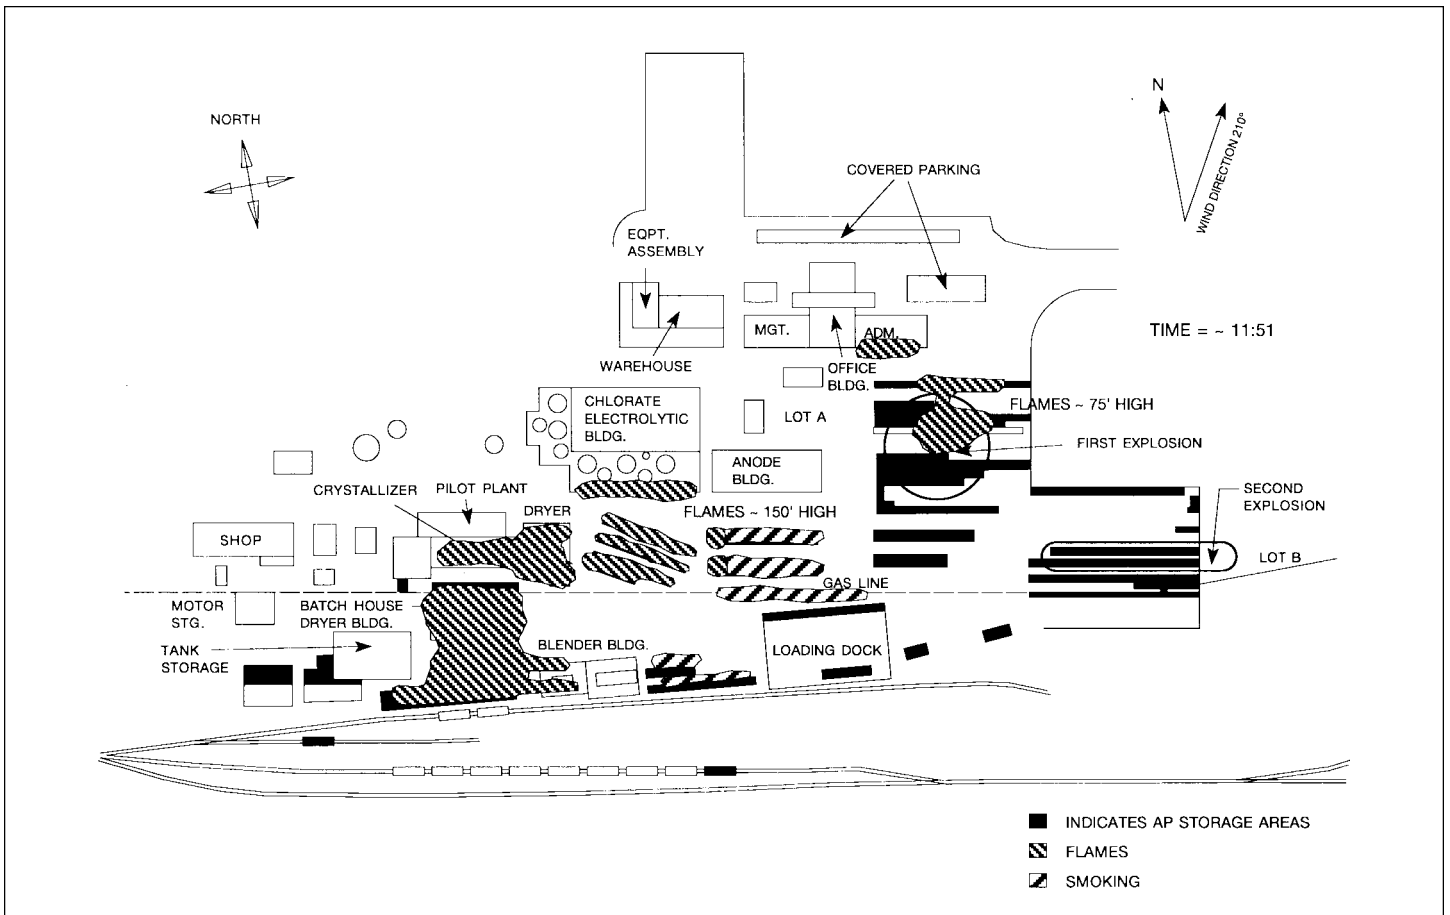 NORTH
N
WIND DIRECTION 210°
COVERED PARKING
EQPT.
ASSEMBLY
TIME = ~ 11:51
MGT.
ADM.
WAREHOUSE
OFFICE
BLDG.
CHLORATE
ELECTROLYTIC
BLDG.
LOT A
FLAMES ~ 75' HIGH
FIRST EXPLOSION
ANODE
BLDG.
CRYSTALLIZER
PILOT PLANT
DRYER
FLAMES ~ 150' HIGH
SECOND
EXPLOSION
SHOP
LOT B
GAS LINE
MOTOR
STG.
BATCH HOUSE
DRYER BLDG.
TANK
STORAGE
BLENDER BLDG.
LOADING DOCK
INDICATES AP STORAGE AREAS
FLAMES
SMOKING